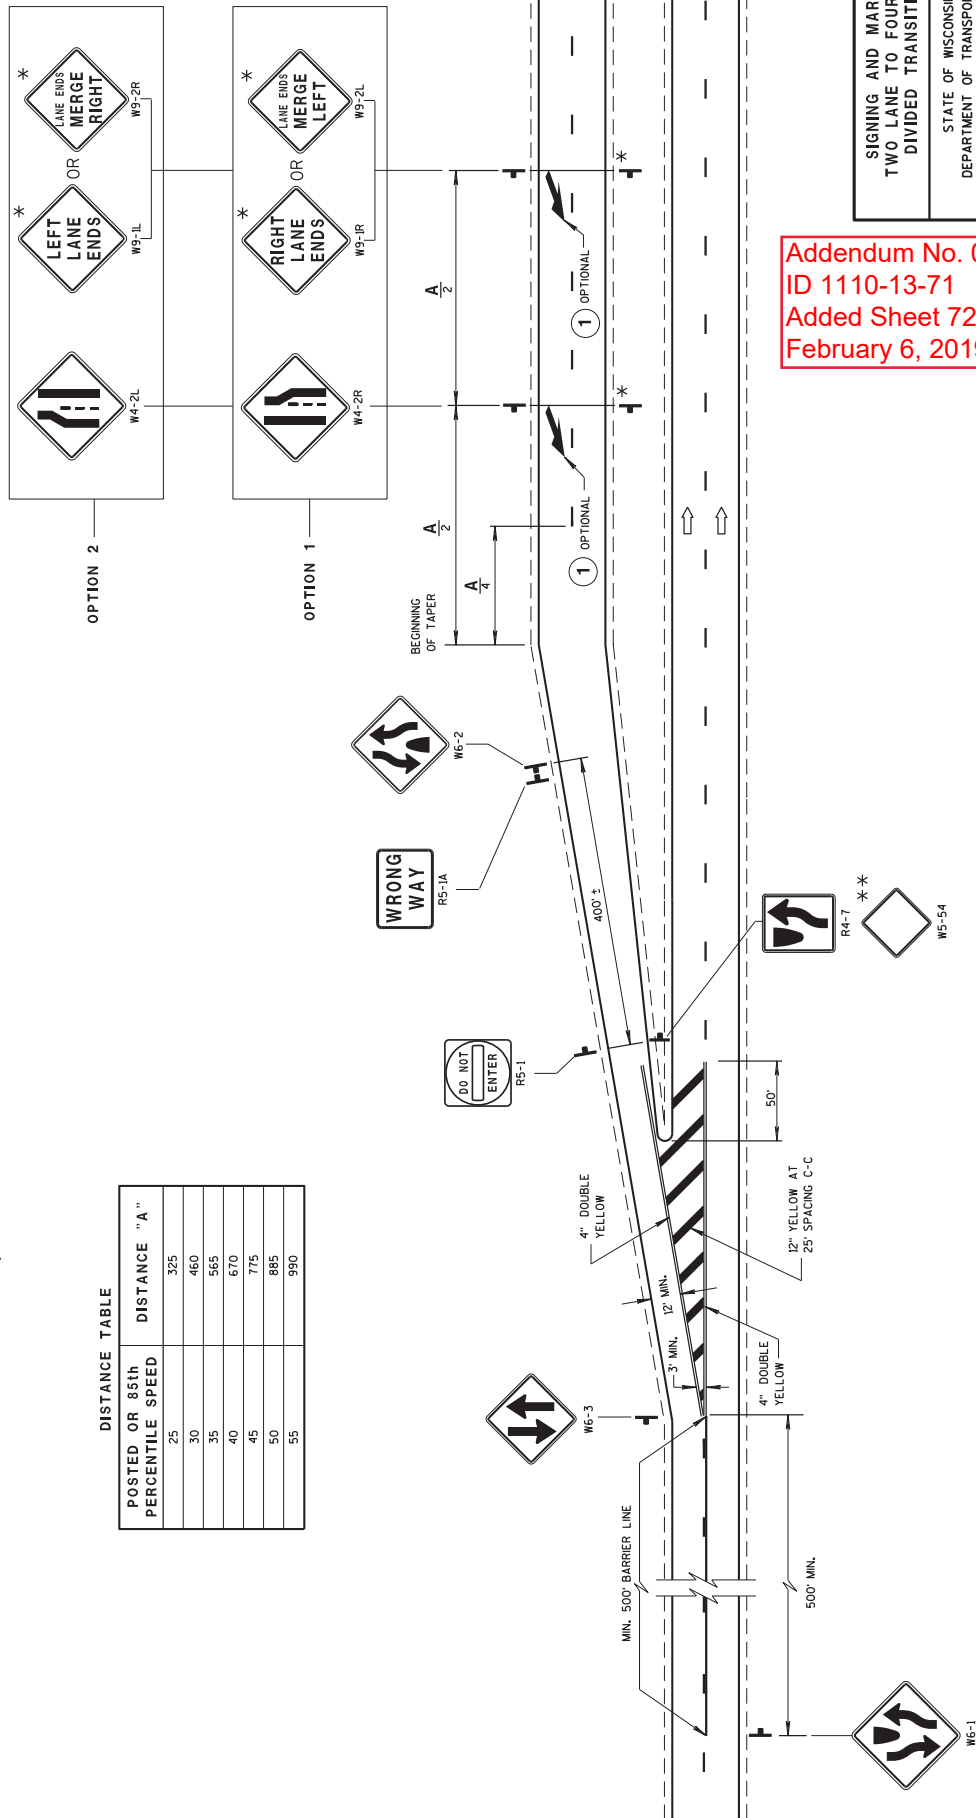 OPTION 2
W4-2L
LEFT
LANE
ENDS
*
W9-1L
OR
LANE ENDS
MERGE
RIGHT
*
W9-2R
OPTION 1
W4-2R
RIGHT
LANE
ENDS
*
W9-1R
OR
LANE ENDS
MERGE
LEFT
*
W9-2L
A
2
A
2
A
4
BEGINNING
OF TAPER
1 OPTIONAL
1 OPTIONAL
*
*
W6-2
WRONG
WAY
R5-1A
400' ±
DO NOT
ENTER
R5-1
R4-7
**
W5-54
50'
4" DOUBLE
YELLOW
12" YELLOW AT
25' SPACING C-C
12' MIN.
3' MIN.
4" DOUBLE
YELLOW
W6-3
MIN. 500' BARRIER LINE
500' MIN.
W6-1
DISTANCE TABLE
POSTED OR 85th
PERCENTILE SPEED
DISTANCE "A"
25 325
30 460
35 565
40 670
45 775
50 885
55 990
SIGNING AND MAR
TWO LANE TO FOUR
DIVIDED TRANSIT
STATE OF WISCONSI
DEPARTMENT OF TRANSPO
Addendum No. 0
ID 1110-13-71
Added Sheet 72
February 6, 201